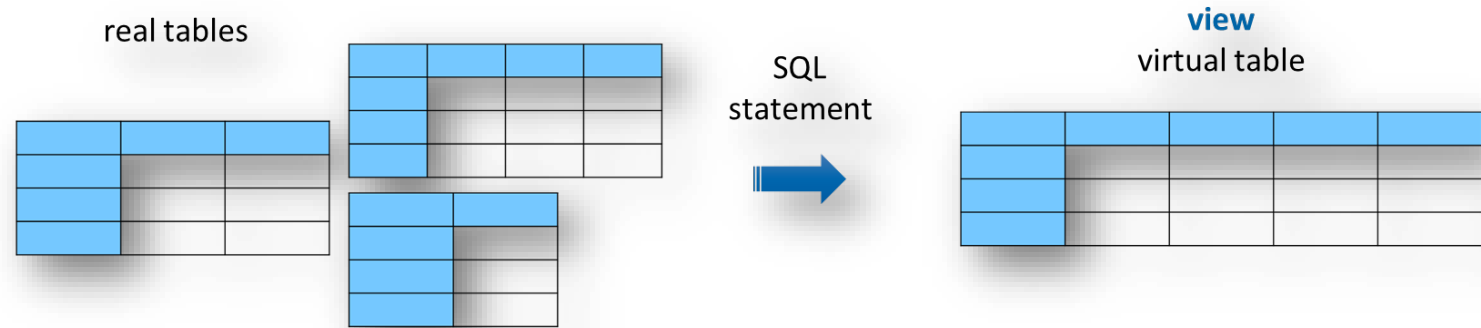 real tables
SQL
statement
view
virtual table